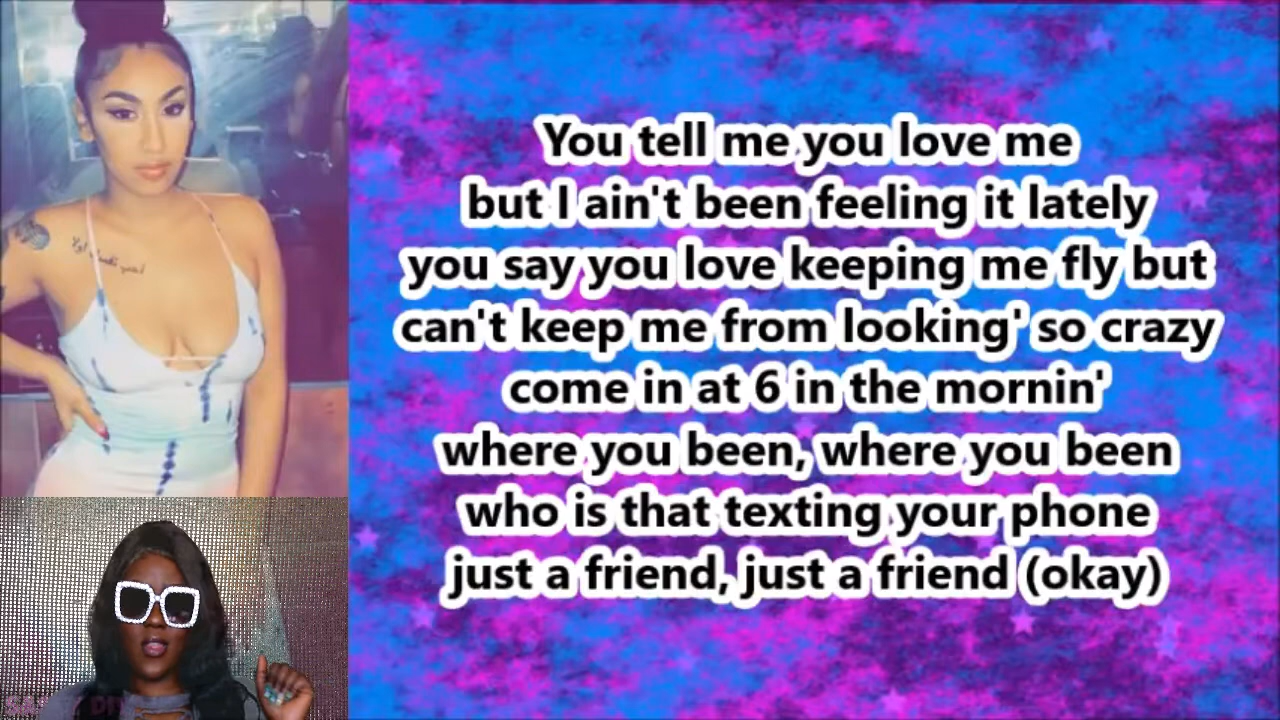 You tell me you love me
but I ain't been feeling it lately
you say you love keeping me fly but
can't keep me from looking' so crazy
come in at 6 in the mornin'
where you been, where you been
who is that texting your phone
just a friend, just a friend (okay)